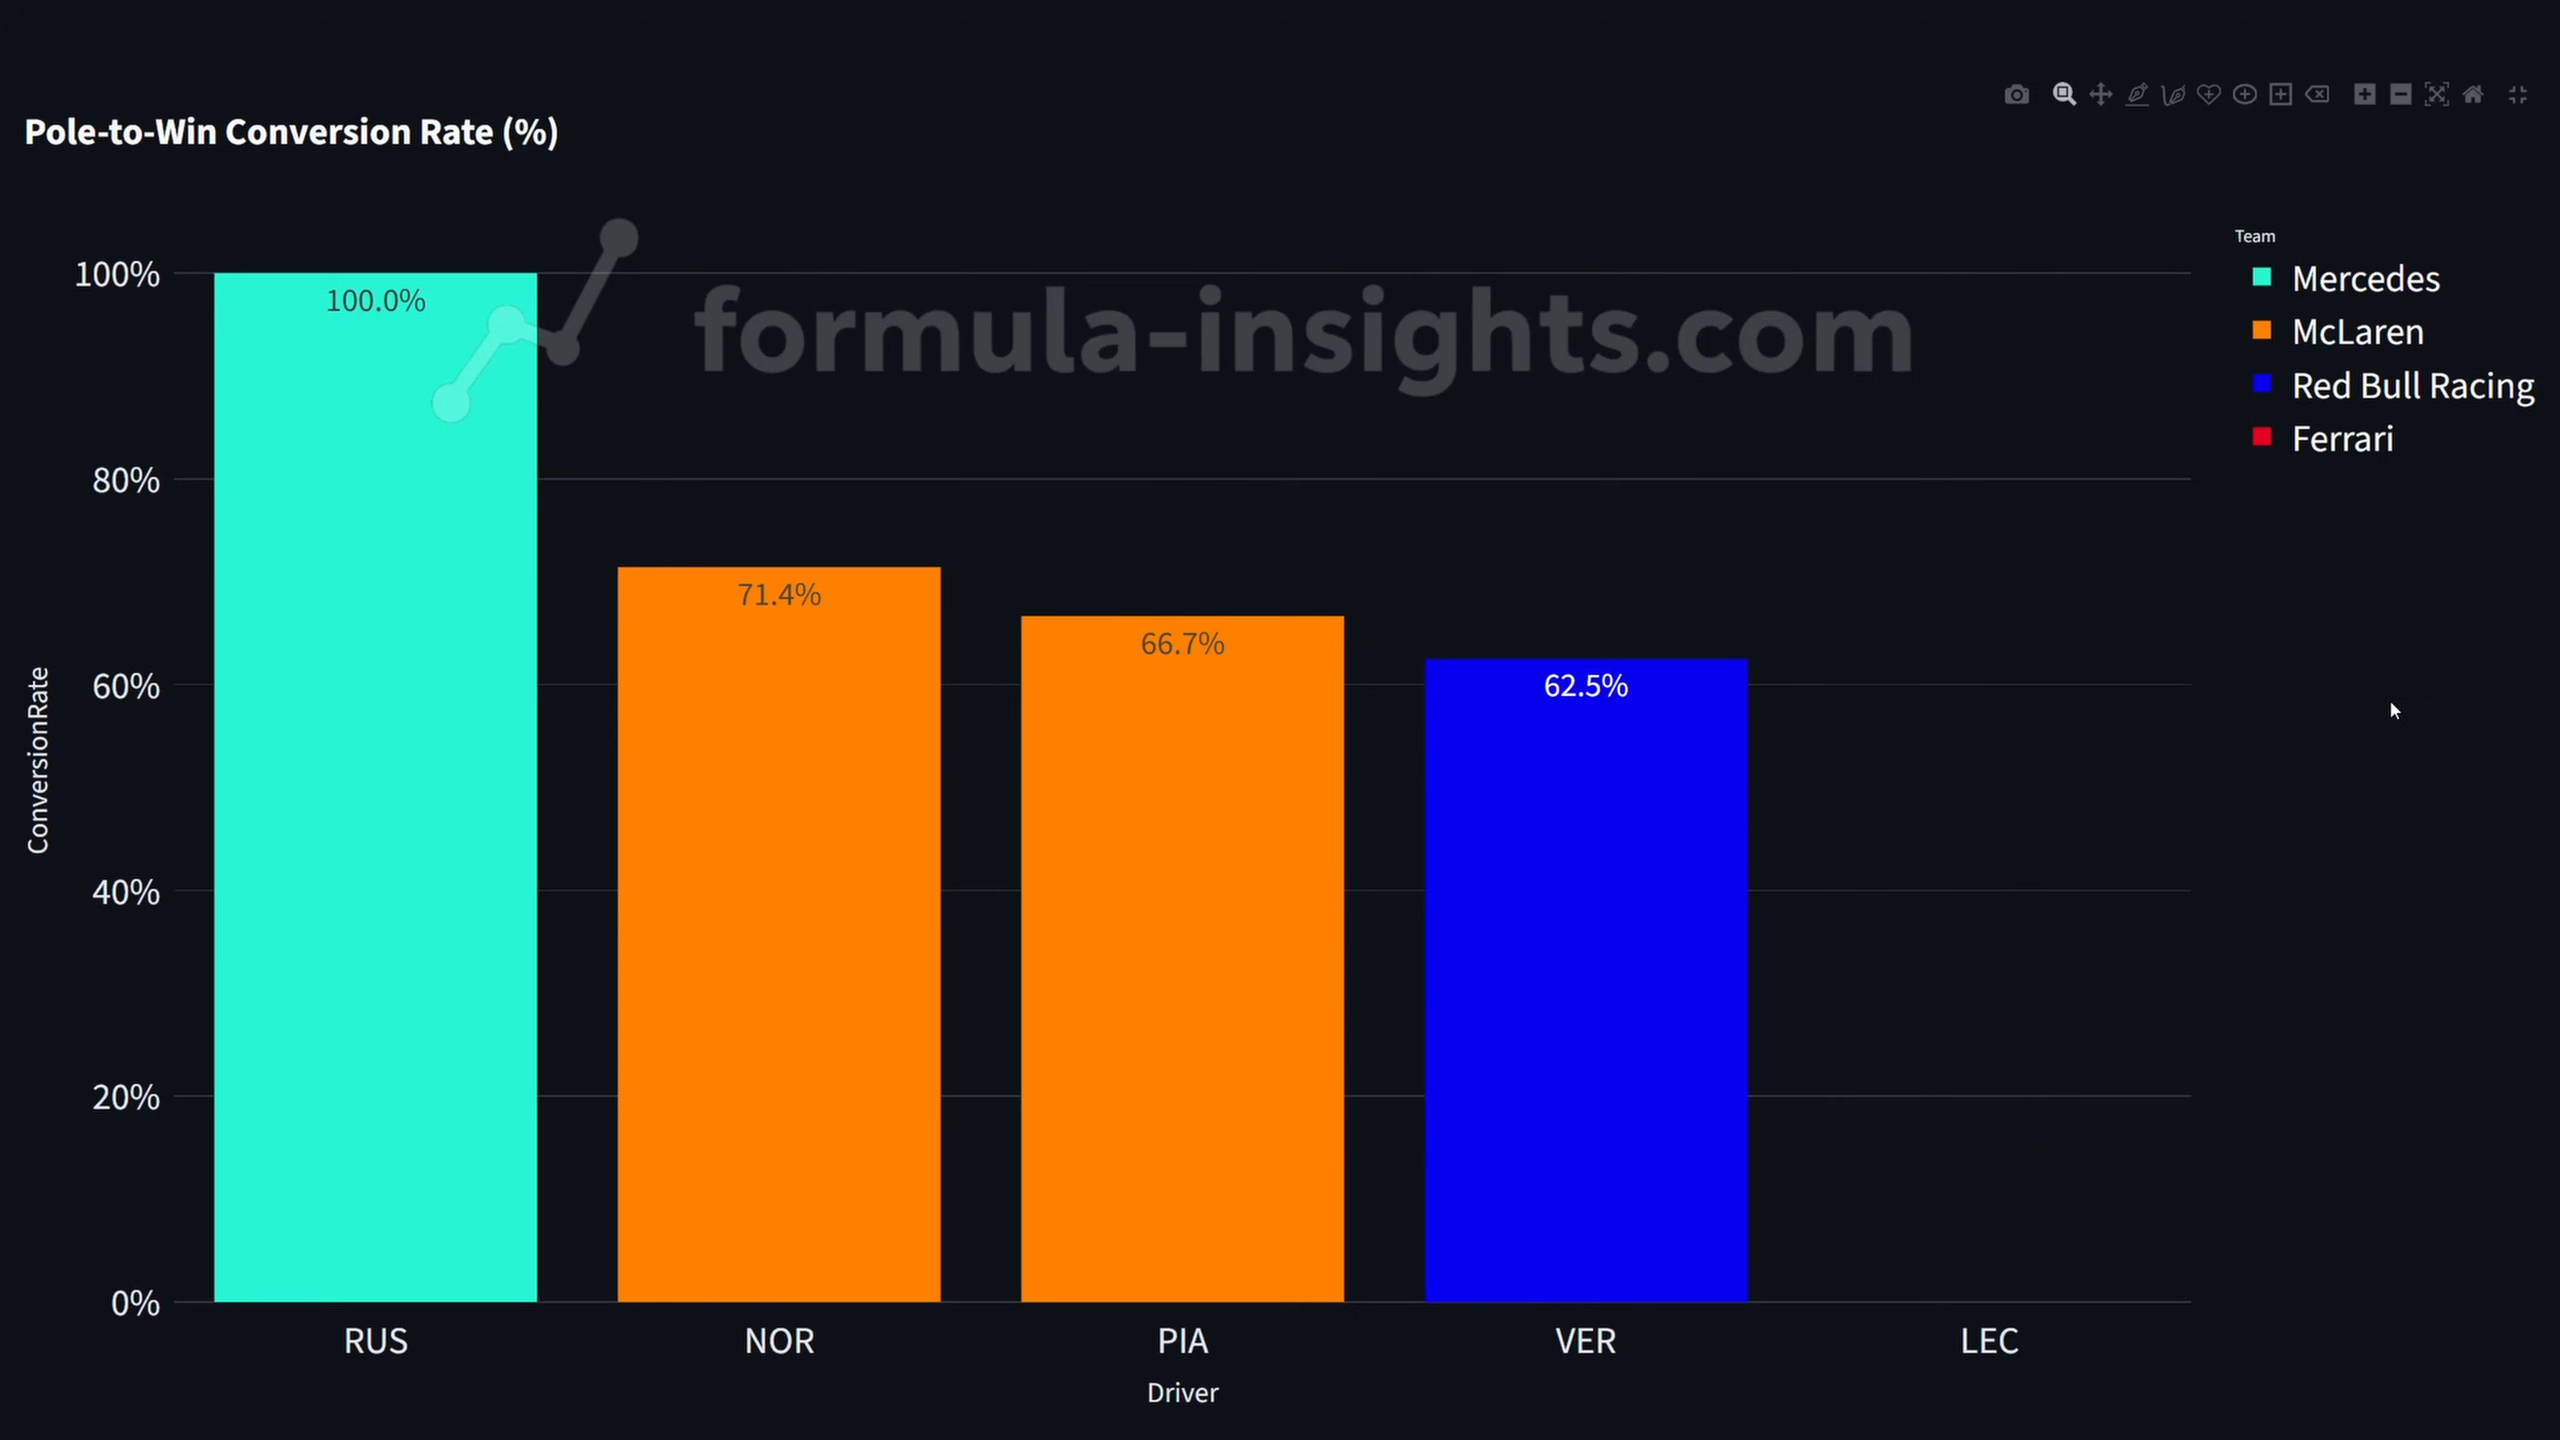 Pole-to-Win Conversion Rate (%)
formula-insights.com
Team
Mercedes
McLaren
Red Bull Racing
Ferrari
ConversionRate
100%
80%
60%
40%
20%
0%
100.0%
71.4%
66.7%
62.5%
RUS NOR PIA VER LEC
Driver